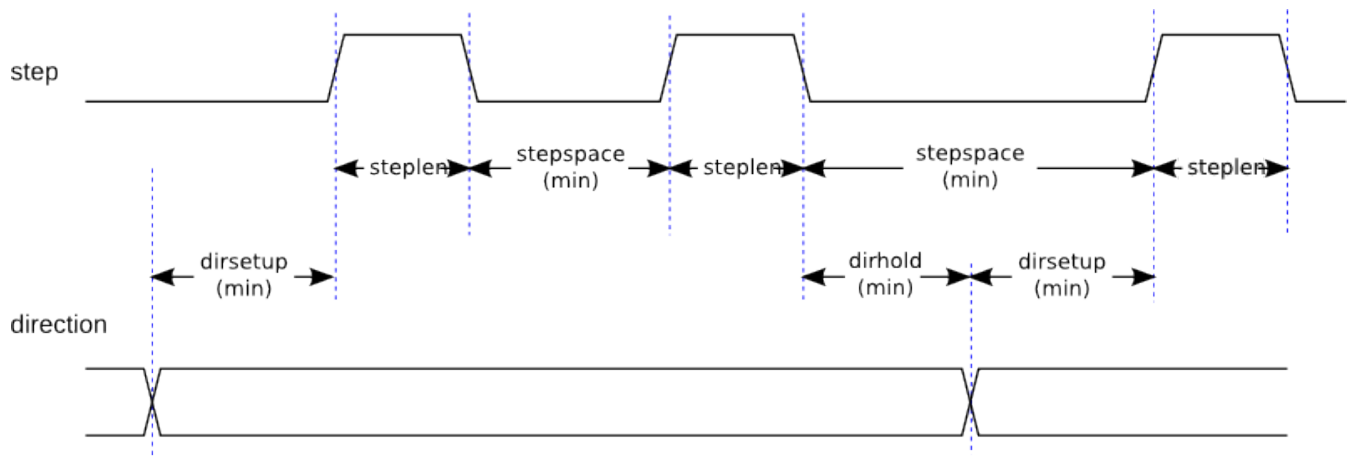 step
steplen
stepspace
(min)
steplen
stepspace
(min)
steplen
dirsetup
(min)
dirhold
(min)
dirsetup
(min)
direction